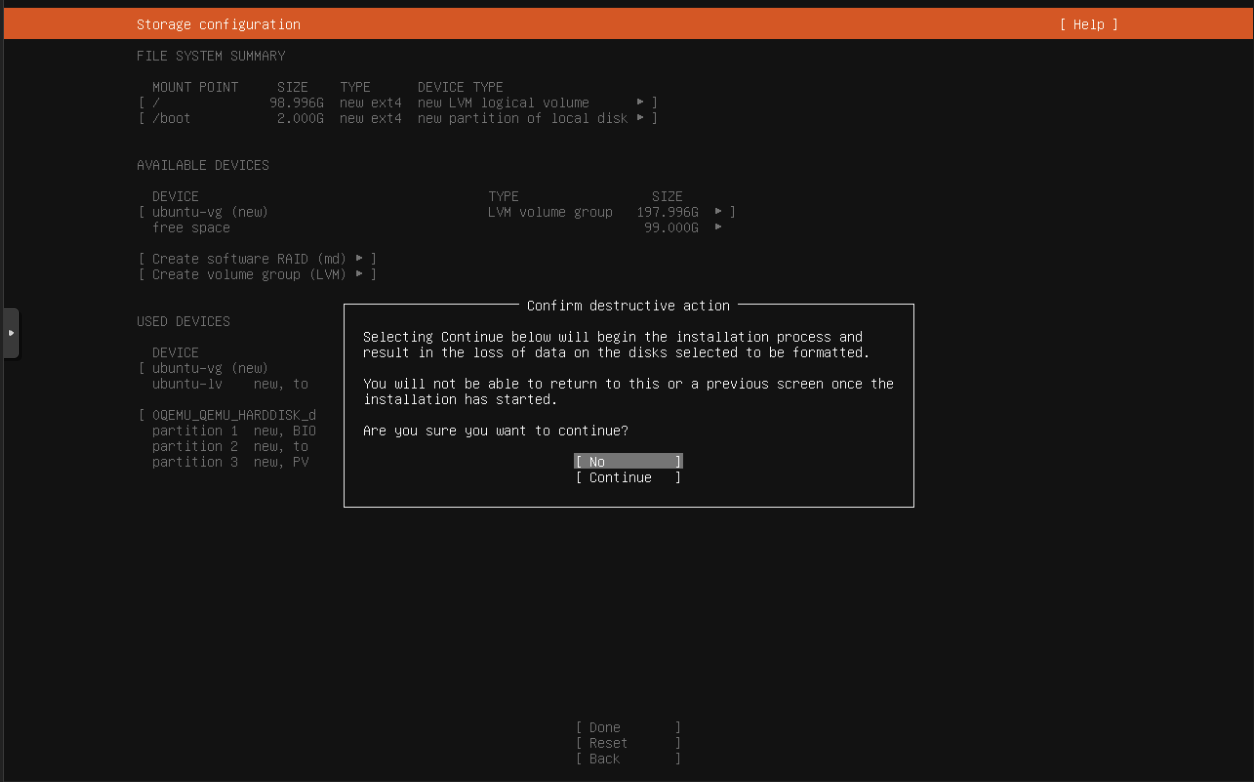 Storage configuration [ Help ]
FILE SYSTEM SUMMARY
MOUNT POINT SIZE TYPE DEVICE TYPE
[ / 98.996G new ext4 new LVM logical volume ▸ ]
[ /boot 2.000G new ext4 new partition of local disk ▸ ]
AVAILABLE DEVICES
DEVICE TYPE SIZE
[ ubuntu-vg (new) LVM volume group 197.996G ▸ ]
free space 99.000G ▸
[ Create software RAID (md) ▸ ]
[ Create volume group (LVM) ▸ ]
USED DEVICES
DEVICE
[ ubuntu-vg (new)
ubuntu-lv new, to
[ 0QEMU_QEMU_HARDDISK_d
partition 1 new, BIO
partition 2 new, to
partition 3 new, PV
Confirm destructive action
Selecting Continue below will begin the installation process and
result in the loss of data on the disks selected to be formatted.
You will not be able to return to this or a previous screen once the
installation has started.
Are you sure you want to continue?
[ No ]
[ Continue ]
[ Done ]
[ Reset ]
[ Back ]